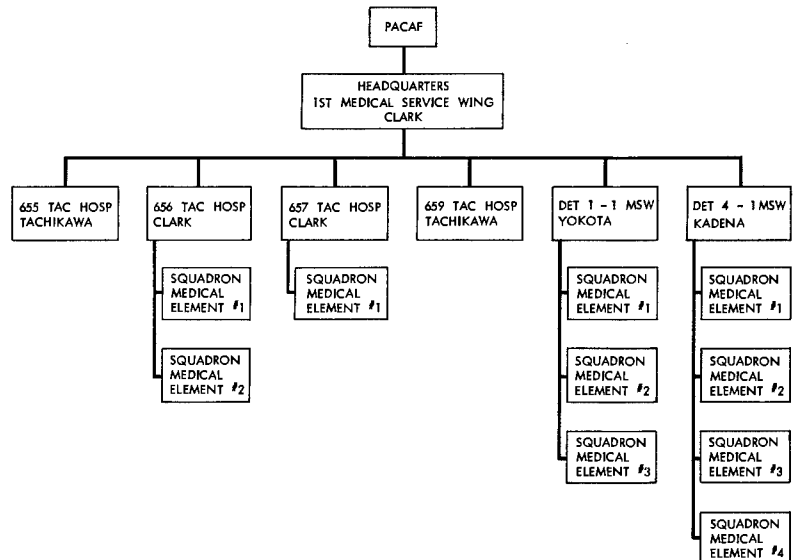 PACAF
HEADQUARTERS
1ST MEDICAL SERVICE WING
CLARK
655 TAC HOSP
TACHIKAWA
656 TAC HOSP
CLARK
657 TAC HOSP
CLARK
659 TAC HOSP
TACHIKAWA
DET 1 - 1 MSW
YOKOTA
DET 4 - 1MSW
KADENA
SQUADRON
MEDICAL
ELEMENT #1
SQUADRON
MEDICAL
ELEMENT #2
SQUADRON
MEDICAL
ELEMENT #1
SQUADRON
MEDICAL
ELEMENT #1
SQUADRON
MEDICAL
ELEMENT #2
SQUADRON
MEDICAL
ELEMENT #3
SQUADRON
MEDICAL
ELEMENT #1
SQUADRON
MEDICAL
ELEMENT #2
SQUADRON
MEDICAL
ELEMENT #3
SQUADRON
MEDICAL
ELEMENT #4